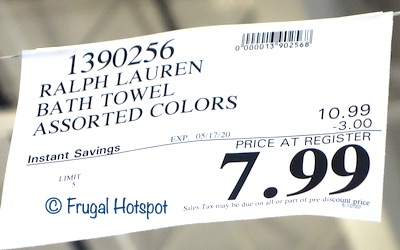 1390256
0 000013 902568
RALPH LAUREN
BATH TOWEL
ASSORTED COLORS
10.99
-3.00
Instant Savings EXP. 05/17/20
PRICE AT REGISTER
7.99
LIMIT
5
Sales Tax may be due on all or part of pre discount price
© Frugal Hotspot